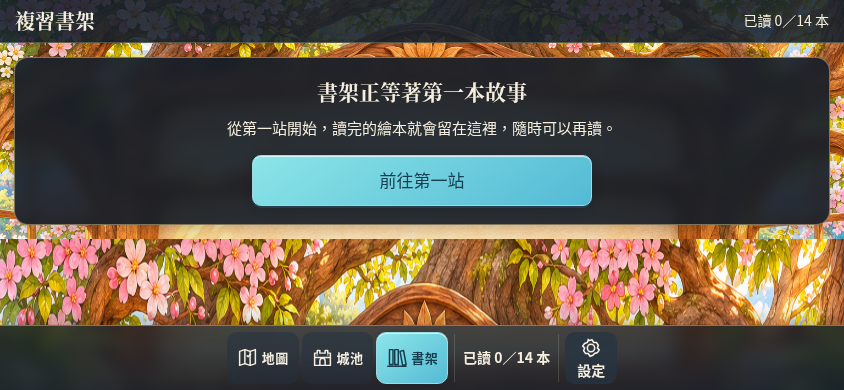 複習書架
已讀 0／14 本
書架正等著第一本故事
從第一站開始，讀完的繪本就會留在這裡，隨時可以再讀。
前往第一站
地圖
城池
書架
已讀 0／14 本
設定